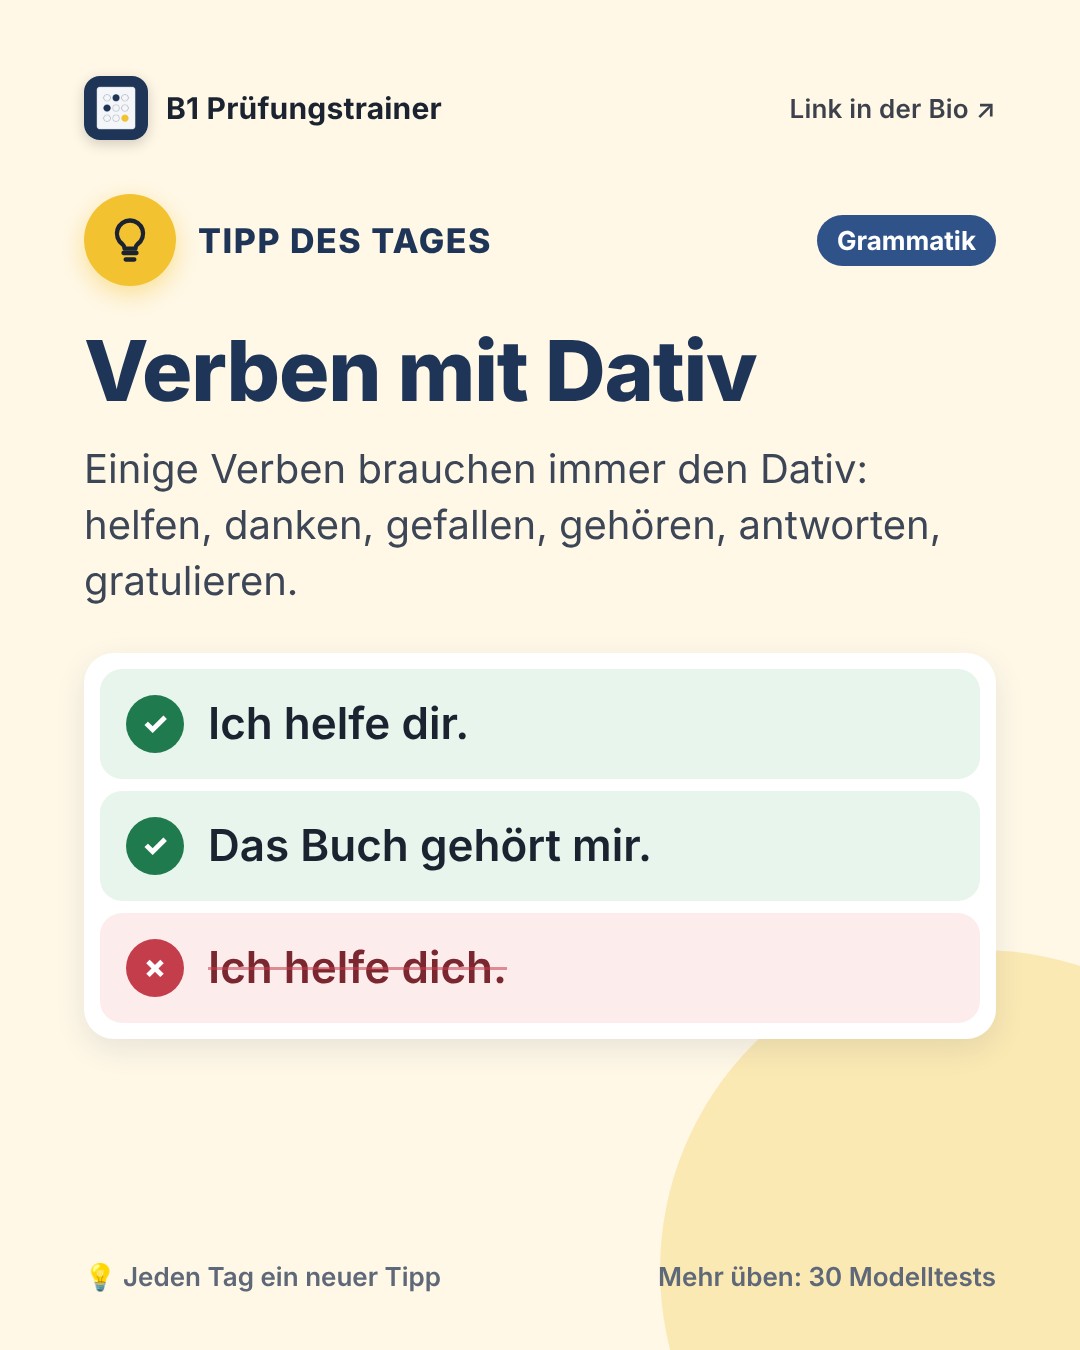 B1 Prüfungstrainer
Link in der Bio ↗
TIPP DES TAGES
Grammatik
Verben mit Dativ
Einige Verben brauchen immer den Dativ:
helfen, danken, gefallen, gehören, antworten,
gratulieren.
Ich helfe dir.
Das Buch gehört mir.
Ich helfe dich.
💡 Jeden Tag ein neuer Tipp
Mehr üben: 30 Modelltests